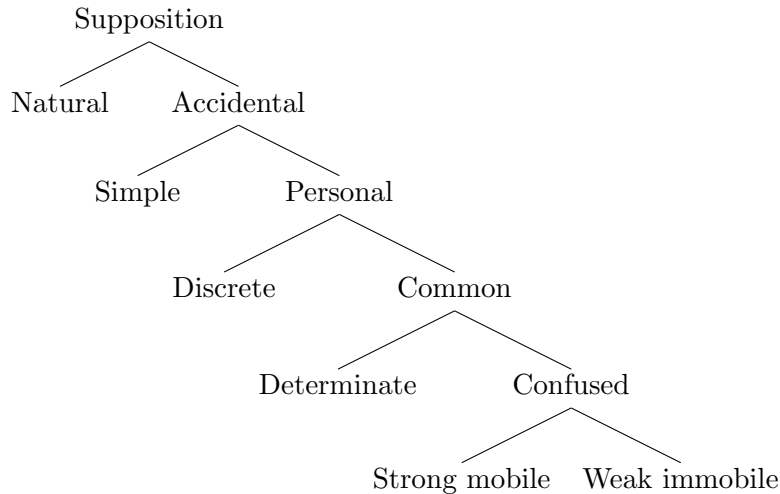 Supposition
Natural Accidental
Simple Personal
Discrete Common
Determinate Confused
Strong mobile Weak immobile